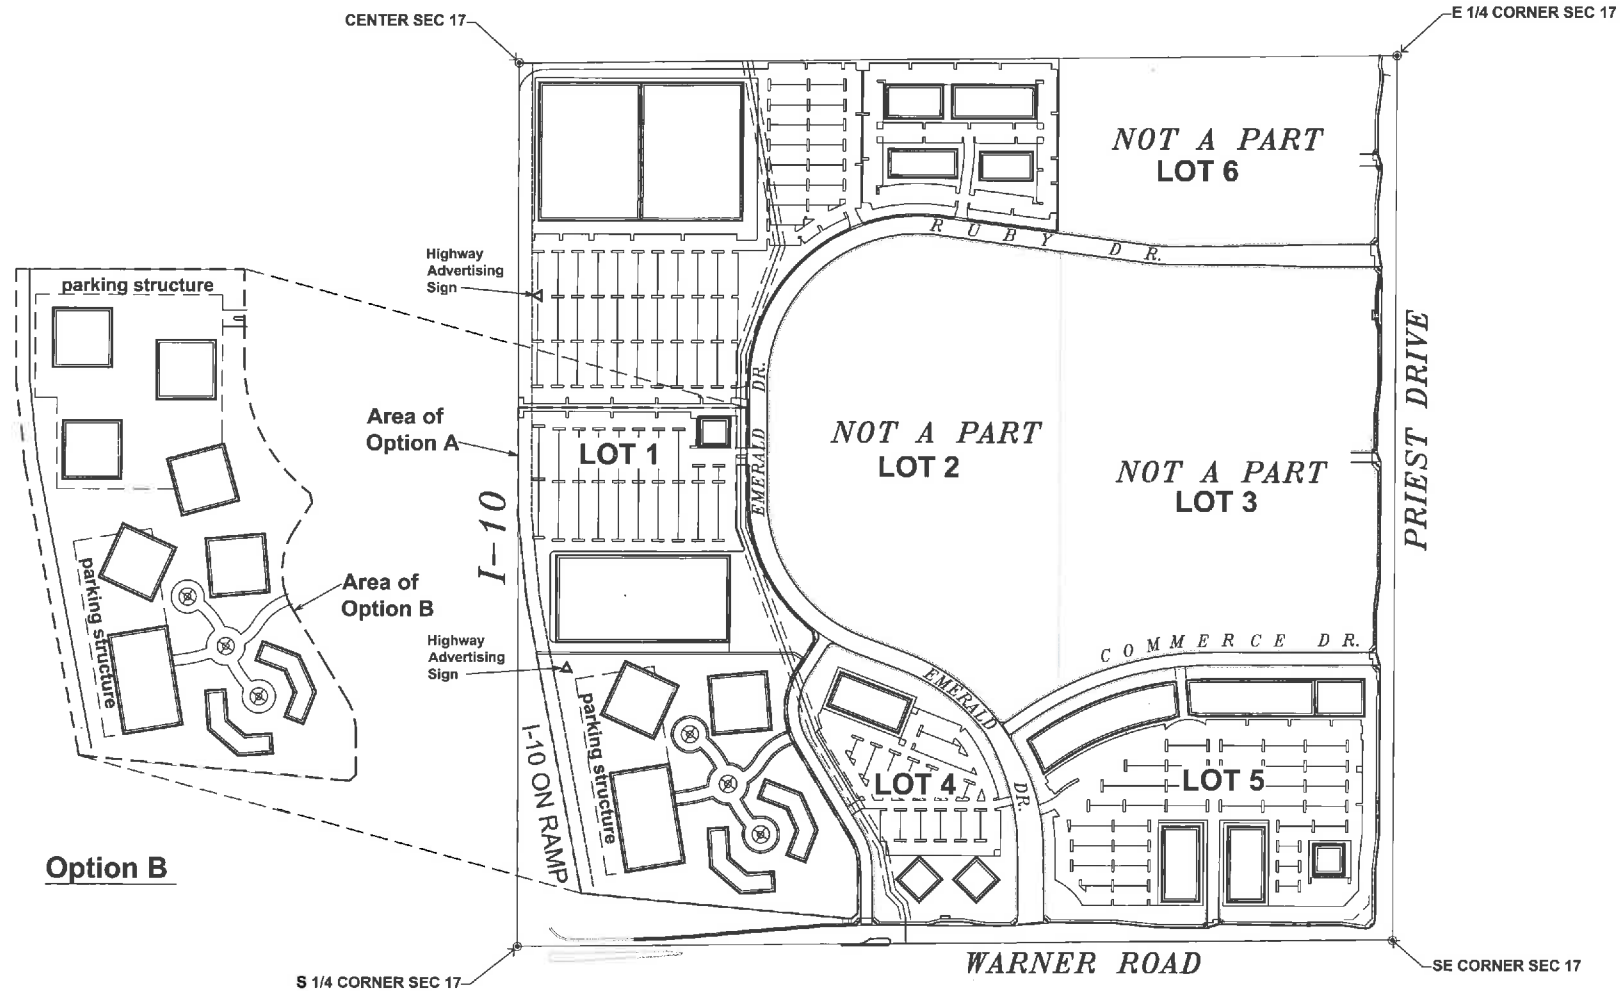 CENTER SEC 17
E 1/4 CORNER SEC 17
NOT A PART
LOT 6
RUBY DR.
Highway
Advertising
Sign
parking structure
Area of
Option A
LOT 1
EMERALD DR.
NOT A PART
LOT 2
NOT A PART
LOT 3
PRIEST DRIVE
I-10
parking structure
Area of
Option B
Highway
Advertising
Sign
COMMERCE DR.
EMERALD DR.
parking structure
I-10 ON RAMP
LOT 4
LOT 5
Option B
WARNER ROAD
S 1/4 CORNER SEC 17
SE CORNER SEC 17